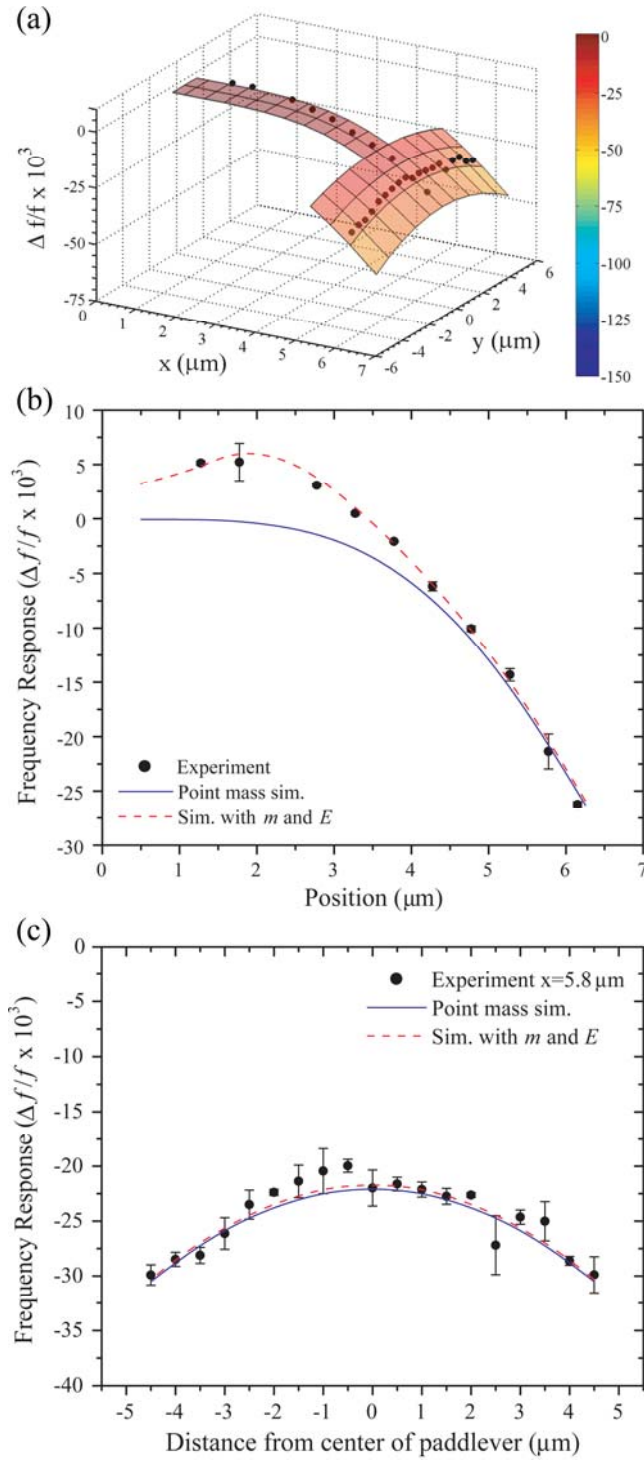 (a)
0
-25
-50
-75
Δ f/f x 10³
0
1
2
3
4
5
6
7
x (μm)
-6
-4
-2
0
2
4
6
y (μm)
0
-25
-50
-75
-100
-125
-150
(b)
10
5
0
-5
-10
-15
-20
-25
-30
Frequency Response (Δf/f x 10³)
Experiment
Point mass sim.
Sim. with m and E
0 1 2 3 4 5 6 7
Position (μm)
(c)
0
-5
-10
-15
-20
-25
-30
-35
-40
Frequency Response (Δf/f x 10³)
Experiment x=5.8 μm
Point mass sim.
Sim. with m and E
-5 -4 -3 -2 -1 0 1 2 3 4 5
Distance from center of paddlever (μm)